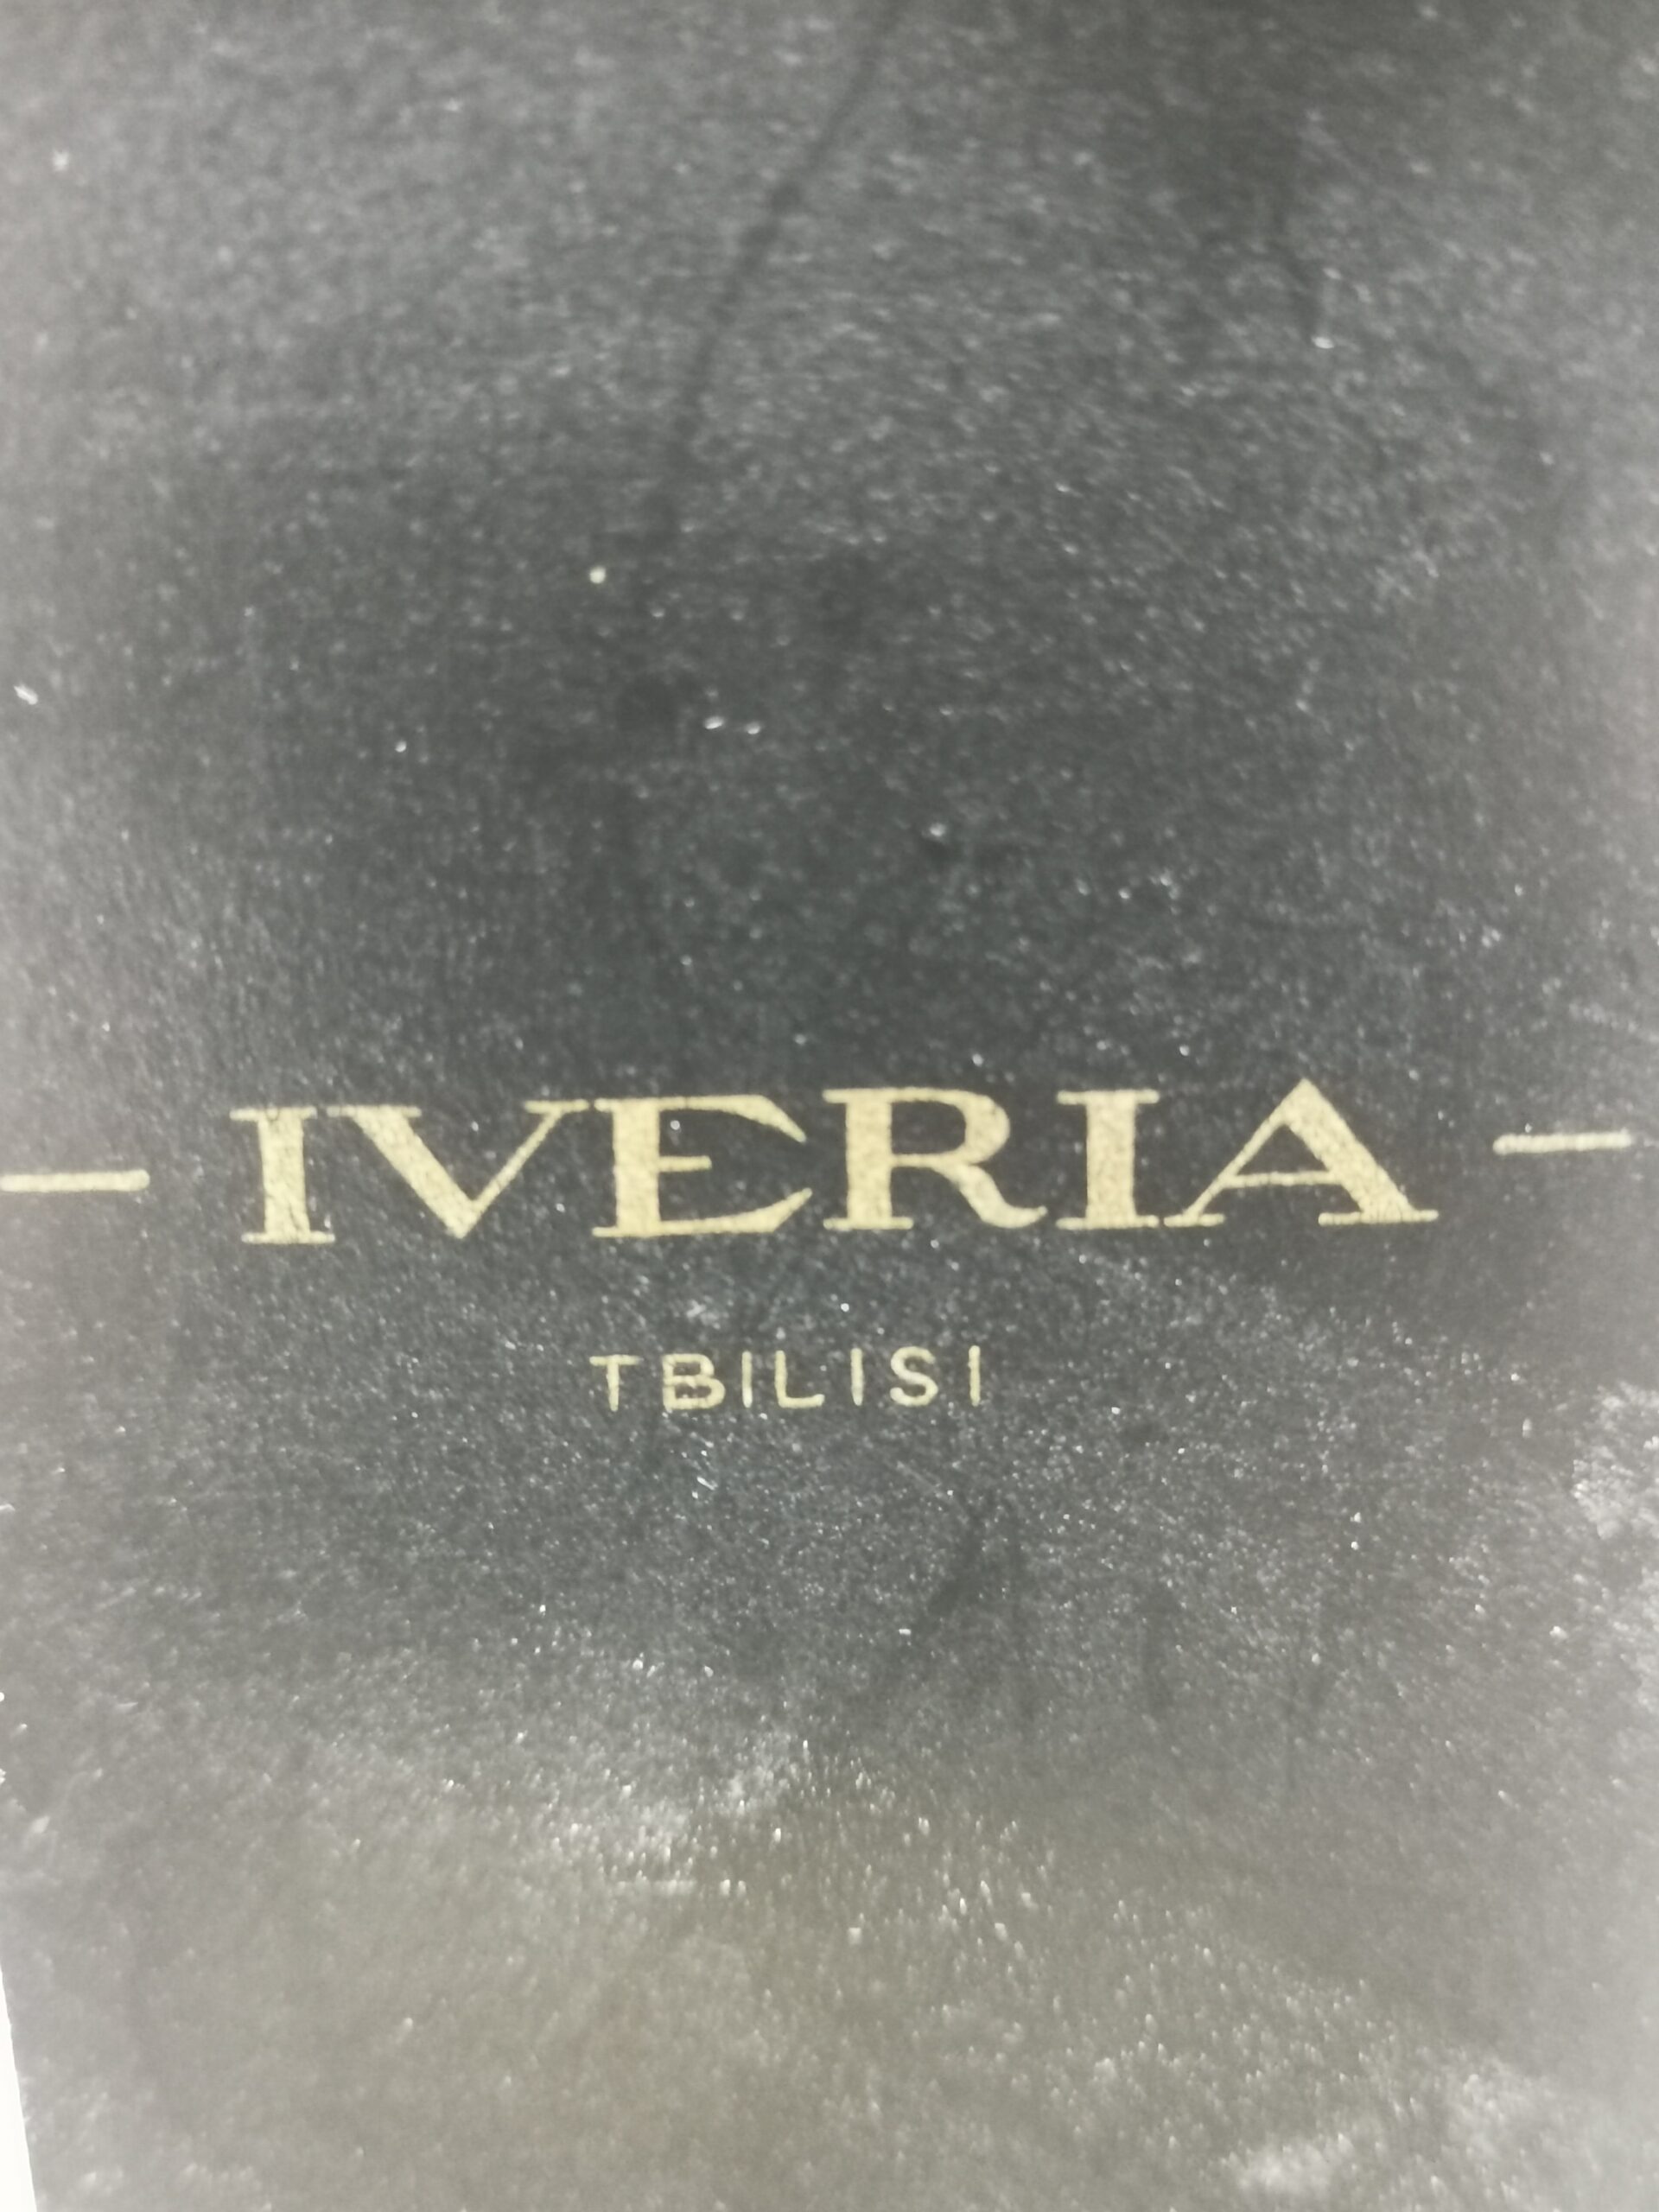 — IVERIA —
TBILISI